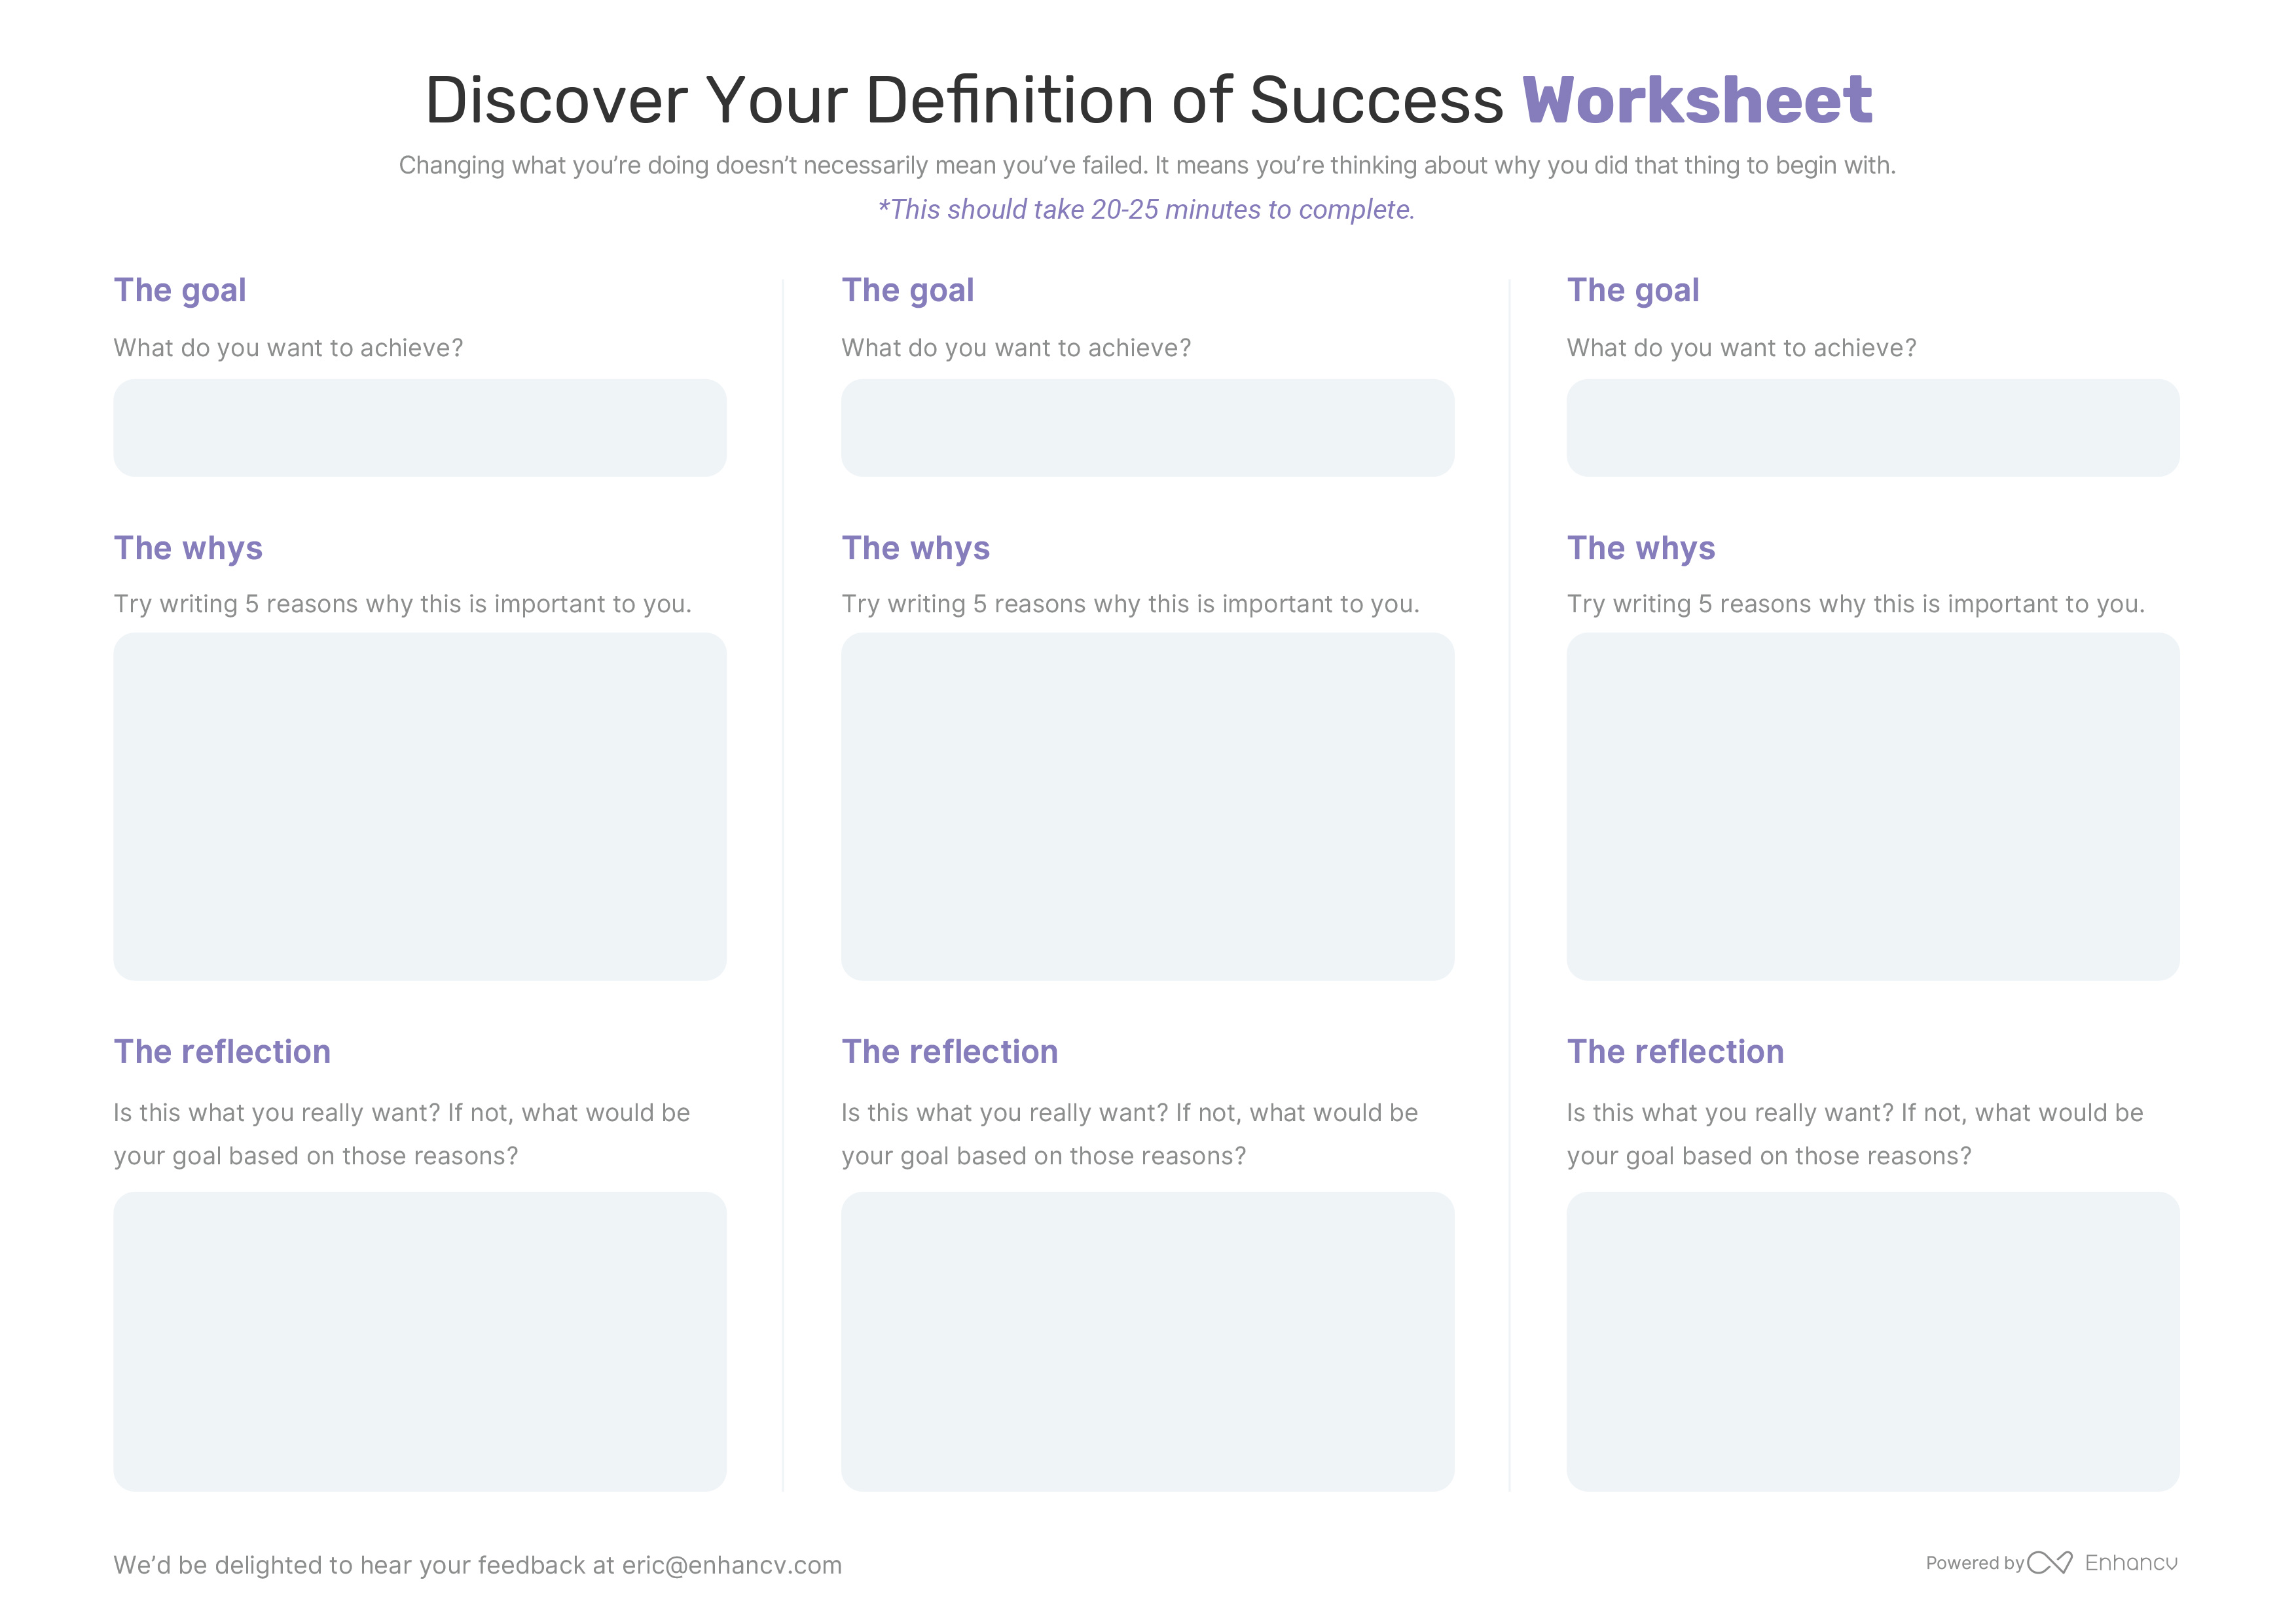 Discover Your Definition of Success Worksheet
Changing what you’re doing doesn’t necessarily mean you’ve failed. It means you’re thinking about why you did that thing to begin with.
*This should take 20-25 minutes to complete.
The goal
What do you want to achieve?
The whys
Try writing 5 reasons why this is important to you.
The reflection
Is this what you really want? If not, what would be
your goal based on those reasons?
The goal
What do you want to achieve?
The whys
Try writing 5 reasons why this is important to you.
The reflection
Is this what you really want? If not, what would be
your goal based on those reasons?
The goal
What do you want to achieve?
The whys
Try writing 5 reasons why this is important to you.
The reflection
Is this what you really want? If not, what would be
your goal based on those reasons?
We’d be delighted to hear your feedback at eric@enhancv.com
Powered by Enhancv